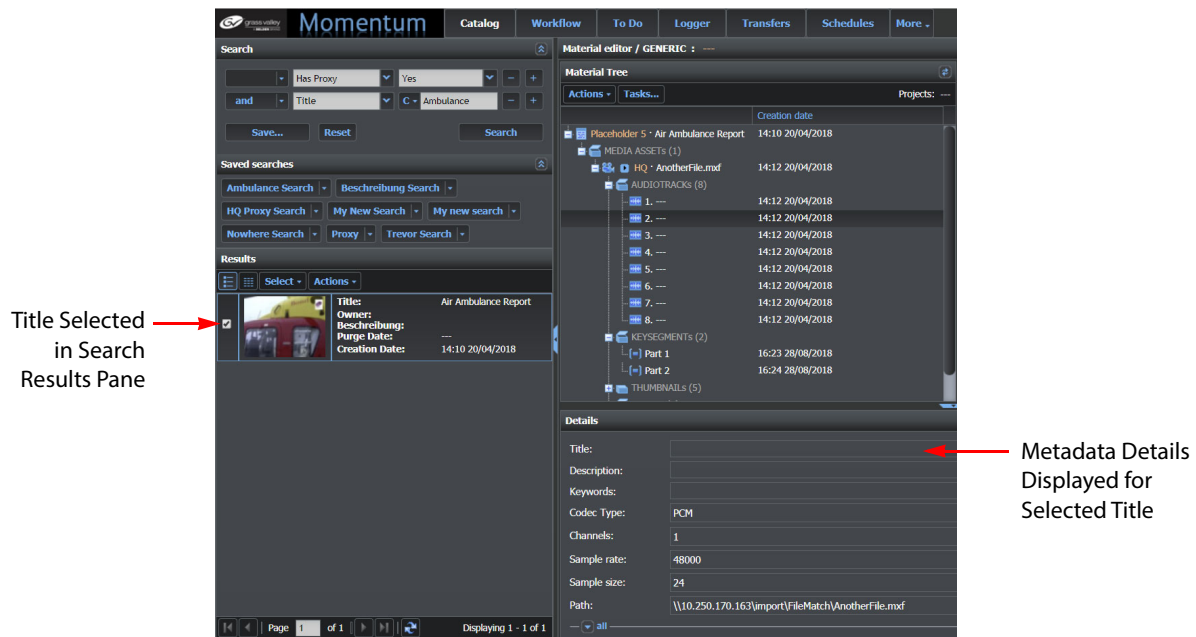 grass valley
A BELDEN BRAND
Momentum
Catalog
Workflow
To Do
Logger
Transfers
Schedules
More
Search
Has Proxy
Yes
and
Title
C
Ambulance
Save...
Reset
Search
Saved searches
Ambulance Search
Beschreibung Search
HQ Proxy Search
My New Search
My new search
Nowhere Search
Proxy
Trevor Search
Results
Select
Actions
Title: Air Ambulance Report
Owner:
Beschreibung:
Purge Date: ---
Creation Date: 14:10 20/04/2018
Page 1 of 1
Displaying 1 - 1 of 1
Title Selected
in Search
Results Pane
Material editor / GENERIC : ---
Material Tree
Actions
Tasks...
Projects: ---
Creation date
Placeholder 5 · Air Ambulance Report 14:10 20/04/2018
MEDIA ASSETs (1)
HQ · AnotherFile.mxf 14:12 20/04/2018
AUDIOTRACKs (8)
1. --- 14:12 20/04/2018
2. --- 14:12 20/04/2018
3. --- 14:12 20/04/2018
4. --- 14:12 20/04/2018
5. --- 14:12 20/04/2018
6. --- 14:12 20/04/2018
7. --- 14:12 20/04/2018
8. --- 14:12 20/04/2018
KEYSEGMENTs (2)
[=] Part 1 16:23 28/08/2018
[=] Part 2 16:24 28/08/2018
THUMBNAILs (5)
Details
Title:
Description:
Keywords:
Codec Type: PCM
Channels: 1
Sample rate: 48000
Sample size: 24
Path: \\10.250.170.163\import\FileMatch\AnotherFile.mxf
all
Metadata Details
Displayed for
Selected Title